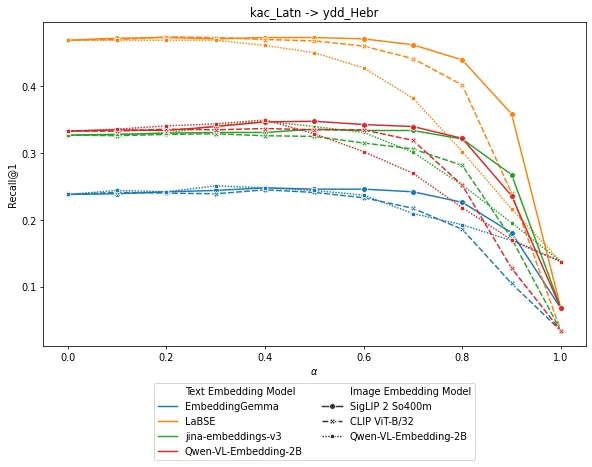 kac_Latn -> ydd_Hebr
Recall@1
0.4
0.3
0.2
0.1
0.0 0.2 0.4 0.6 0.8 1.0
α
Text Embedding Model Image Embedding Model
EmbeddingGemma SigLIP 2 So400m
LaBSE CLIP ViT-B/32
jina-embeddings-v3 Qwen-VL-Embedding-2B
Qwen-VL-Embedding-2B